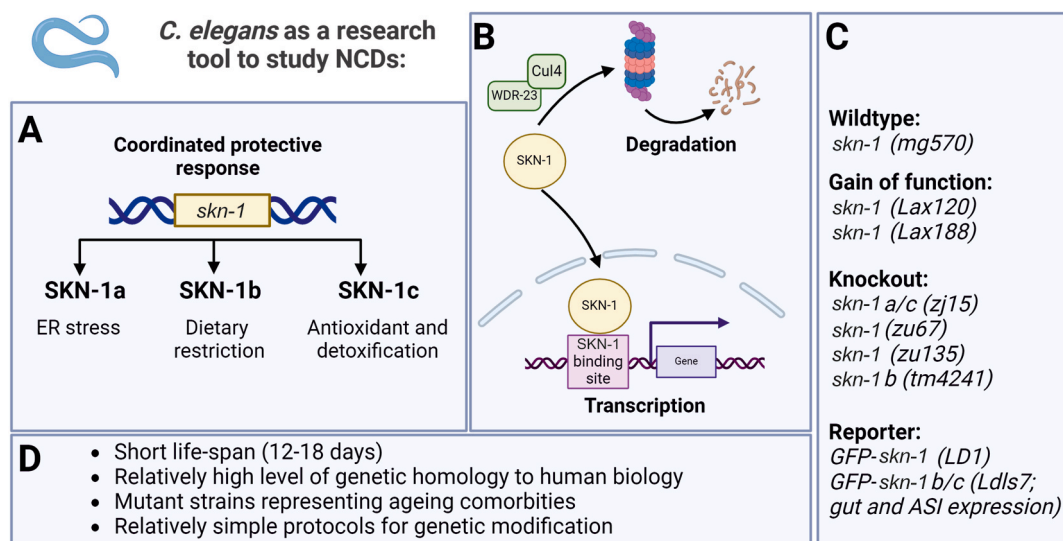 C. elegans as a research
tool to study NCDs:
A
Coordinated protective
response
skn-1
SKN-1a
SKN-1b
SKN-1c
ER stress
Dietary
restriction
Antioxidant and
detoxification
B
Cul4
WDR-23
SKN-1
Degradation
SKN-1
SKN-1
binding
site
Gene
Transcription
C
Wildtype:
skn-1 (mg570)
Gain of function:
skn-1 (Lax120)
skn-1 (Lax188)
Knockout:
skn-1 a/c (zj15)
skn-1 (zu67)
skn-1 (zu135)
skn-1 b (tm4241)
Reporter:
GFP-skn-1 (LD1)
GFP-skn-1 b/c (Ldls7;
gut and ASI expression)
D
• Short life-span (12-18 days)
• Relatively high level of genetic homology to human biology
• Mutant strains representing ageing comorbities
• Relatively simple protocols for genetic modification